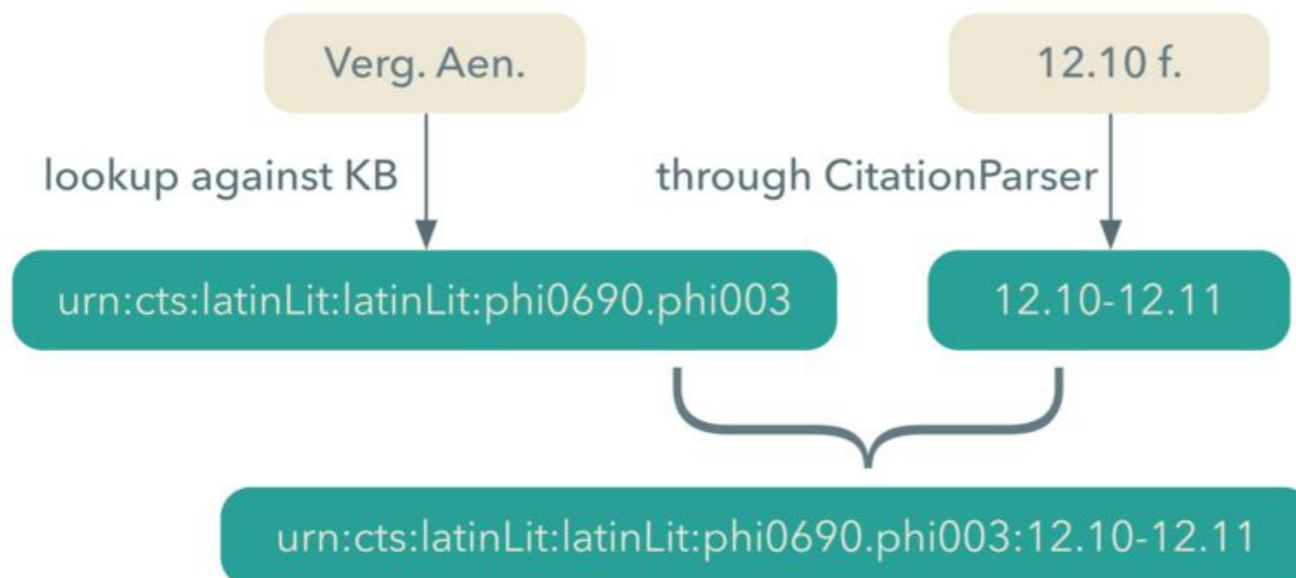 Verg. Aen.
12.10 f.
lookup against KB
through CitationParser
urn:cts:latinLit:latinLit:phi0690.phi003
12.10-12.11
urn:cts:latinLit:latinLit:phi0690.phi003:12.10-12.11